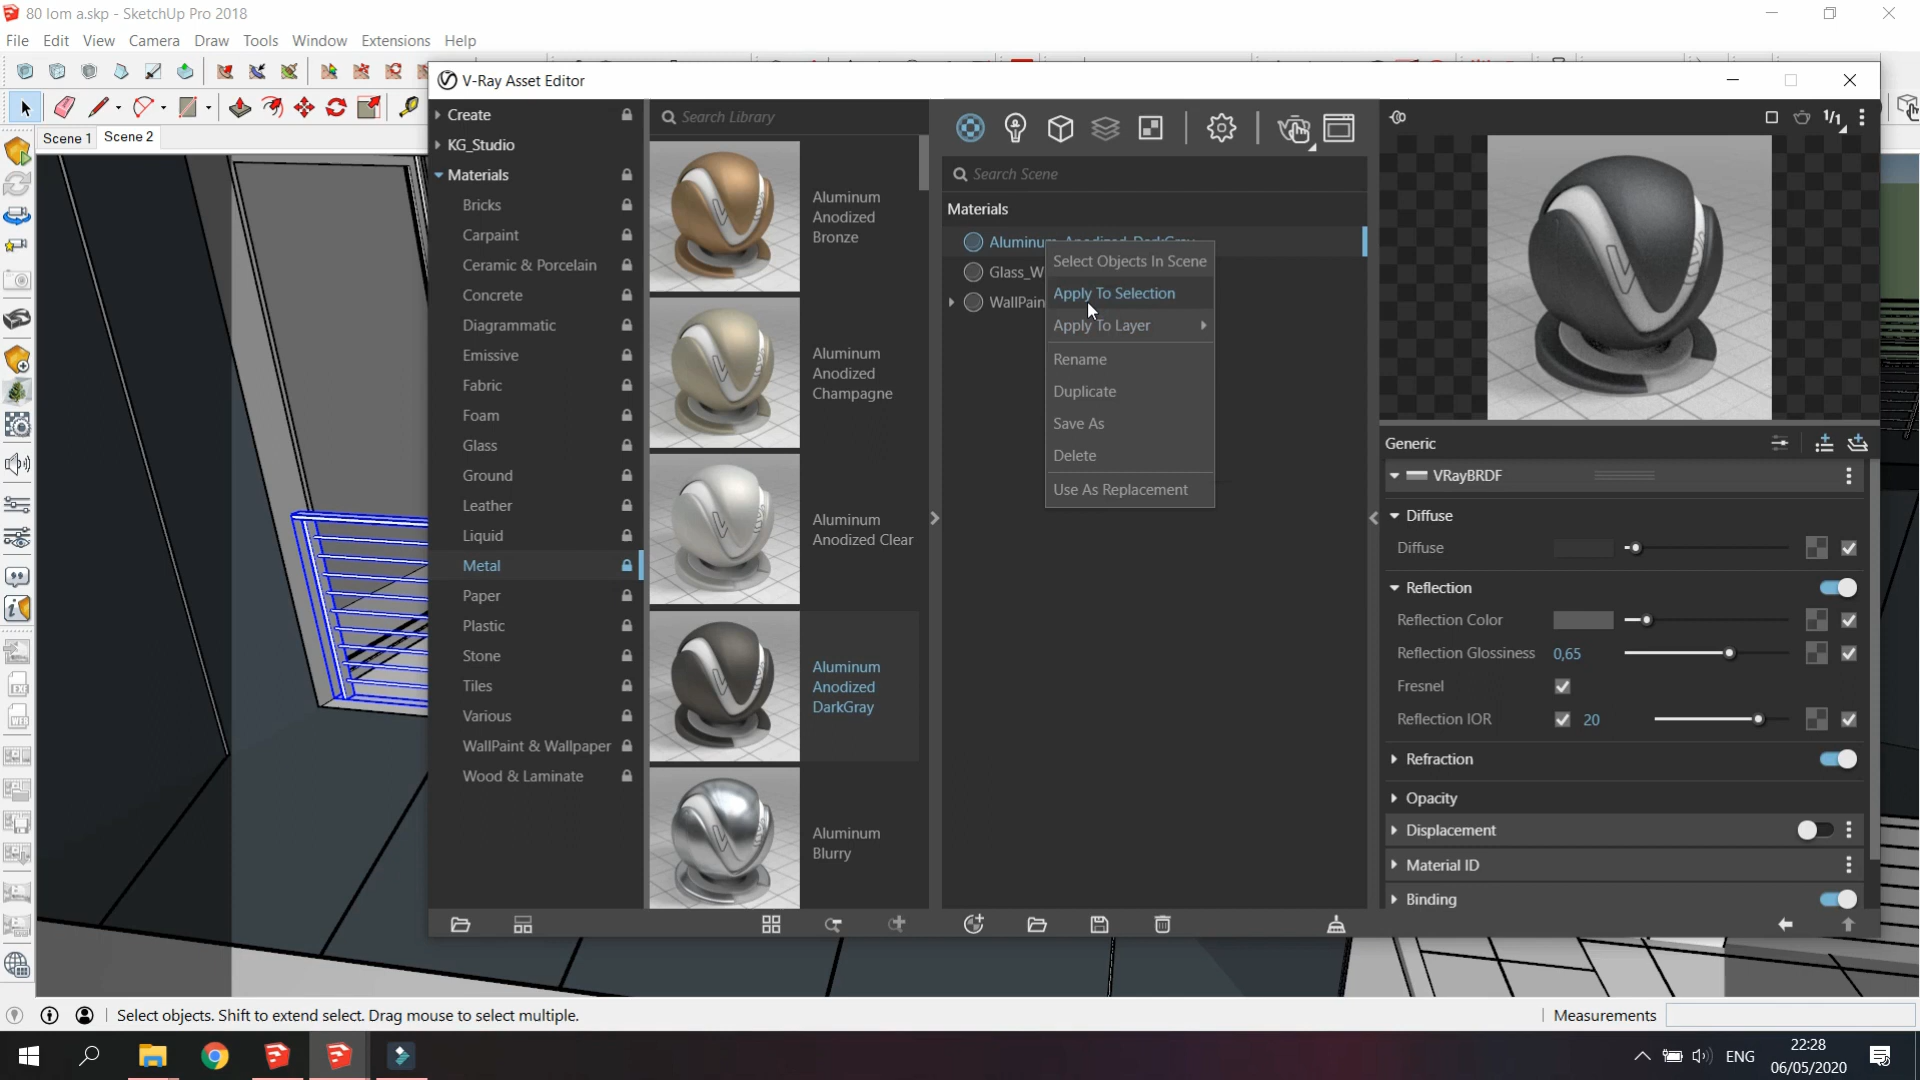 80 lom a.skp - SketchUp Pro 2018
File Edit View Camera Draw Tools Window Extensions Help
V-Ray Asset Editor
Scene 1 Scene 2
Create
KG_Studio
Materials
Bricks
Carpaint
Ceramic & Porcelain
Concrete
Diagrammatic
Emissive
Fabric
Foam
Glass
Ground
Leather
Liquid
Metal
Paper
Plastic
Stone
Tiles
Various
WallPaint & Wallpaper
Wood & Laminate
Search Library
Aluminum
Anodized
Bronze
Aluminum
Anodized
Champagne
Aluminum
Anodized Clear
Aluminum
Anodized
DarkGray
Aluminum
Blurry
Search Scene
Materials
Aluminum_Anodized_DarkGray
Glass_W
WallPain
Select Objects In Scene
Apply To Selection
Apply To Layer
Rename
Duplicate
Save As
Delete
Use As Replacement
1/1
Generic
VRayBRDF
Diffuse
Diffuse
Reflection
Reflection Color
Reflection Glossiness 0,65
Fresnel
Reflection IOR 20
Refraction
Opacity
Displacement
Material ID
Binding
Select objects. Shift to extend select. Drag mouse to select multiple.
Measurements
ENG
22:28
06/05/2020